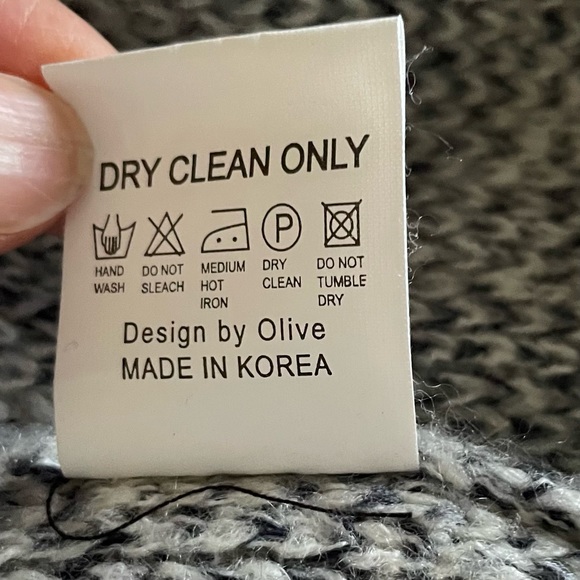 DRY CLEAN ONLY
P
HAND WASH
DO NOT SLEACH
MEDIUM HOT IRON
DRY CLEAN
DO NOT TUMBLE DRY
Design by Olive
MADE IN KOREA